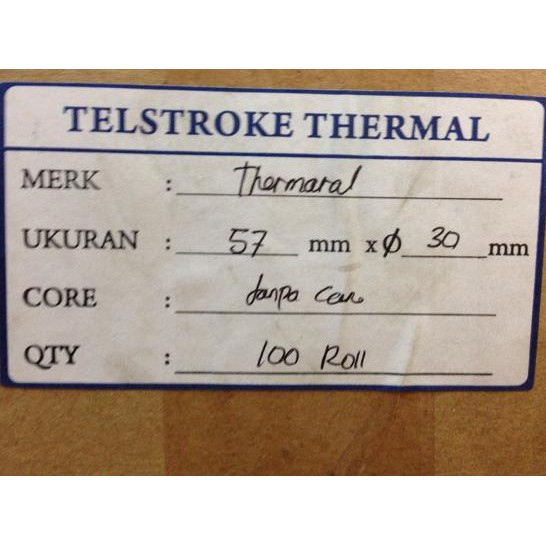 TELSTROKE THERMAL
MERK : Thermaral
UKURAN : 57 mm x Ø 30 mm
CORE : tanpa core
QTY : 100 Roll